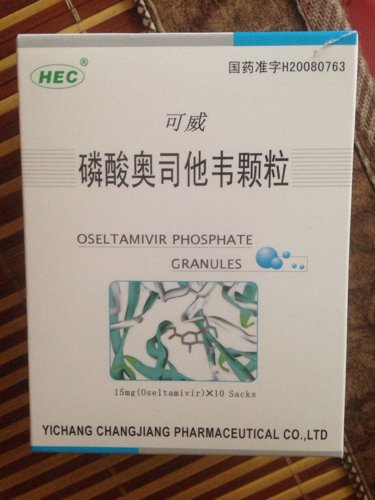 HEC®
国药准字H20080763
可威
磷酸奥司他韦颗粒
OSELTAMIVIR PHOSPHATE
GRANULES
15mg(Oseltamivir)×10 Sacks
YICHANG CHANGJIANG PHARMACEUTICAL CO.,LTD